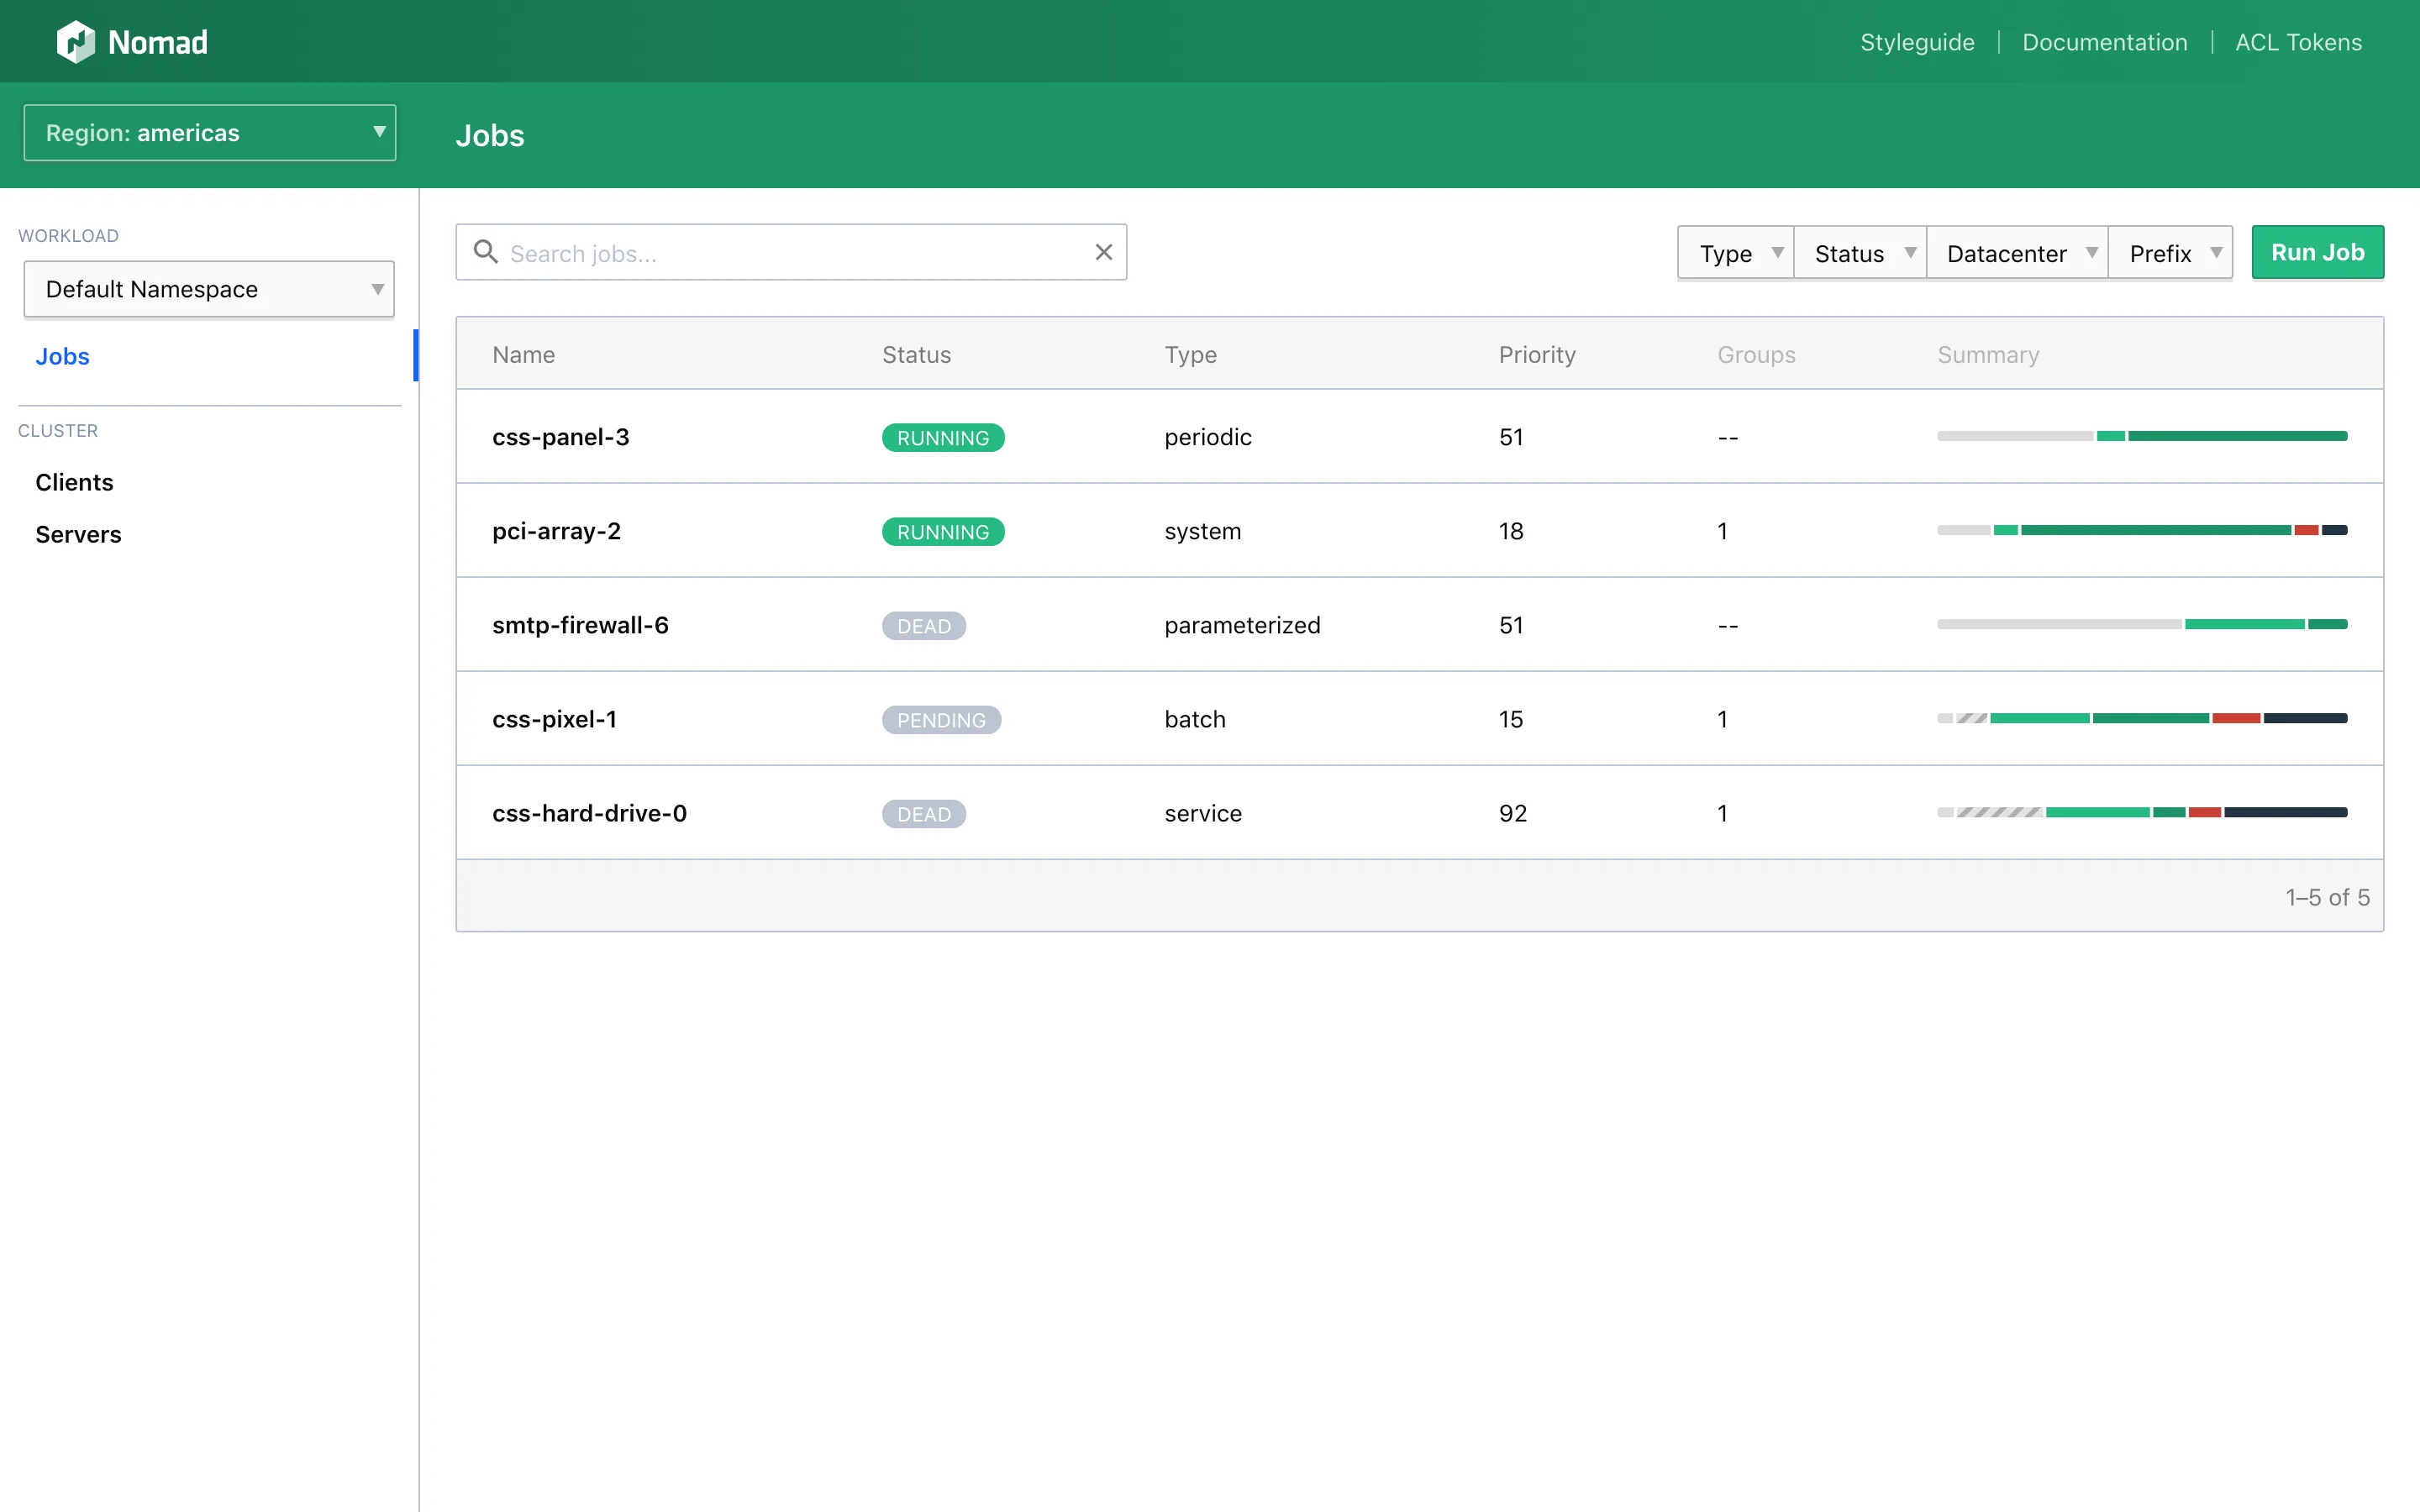 Nomad
Styleguide
Documentation
ACL Tokens
Region: americas
Jobs
WORKLOAD
Default Namespace
Jobs
CLUSTER
Clients
Servers
Search jobs...
Type
Status
Datacenter
Prefix
Run Job
Name Status Type Priority Groups Summary
css-panel-3 RUNNING periodic 51 --
pci-array-2 RUNNING system 18 1
smtp-firewall-6 DEAD parameterized 51 --
css-pixel-1 PENDING batch 15 1
css-hard-drive-0 DEAD service 92 1
1–5 of 5